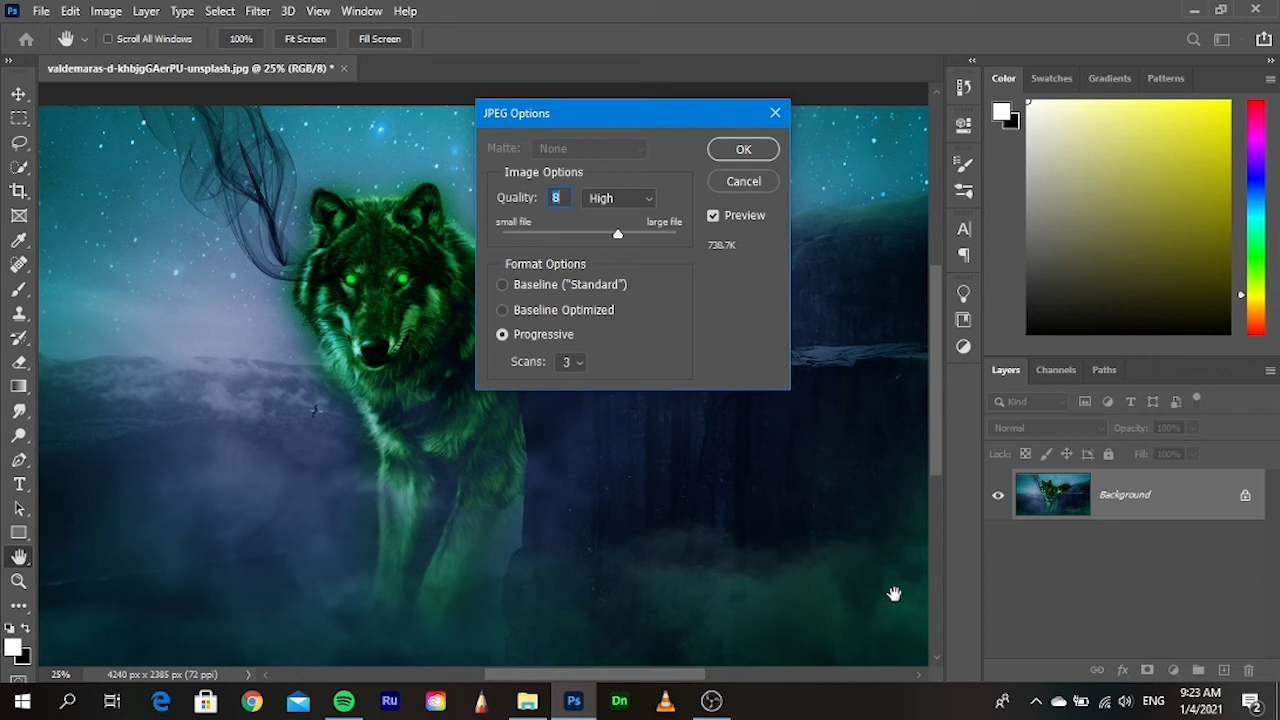 Ps File Edit Image Layer Type Select Filter 3D View Window Help
Scroll All Windows 100% Fit Screen Fill Screen
valdemaras-d-khbjgGAerPU-unsplash.jpg @ 25% (RGB/8) *
Color Swatches Gradients Patterns
JPEG Options
Matte: None
OK
Image Options
Cancel
Quality: 8 High
Preview
small file large file
738.7K
Format Options
Baseline ("Standard")
Baseline Optimized
Progressive
Scans: 3
Layers Channels Paths
Kind
Normal Opacity: 100%
Lock: Fill: 100%
Background
25% 4240 px x 2385 px (72 ppi)
Ru Ps Dn
ENG
9:23 AM
1/4/2021
2